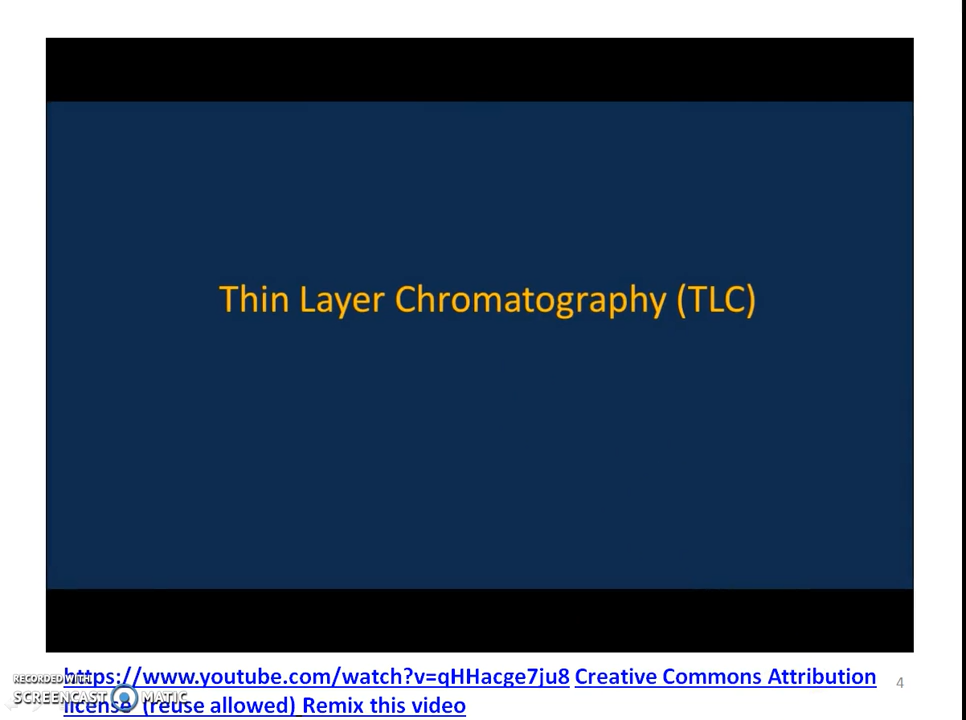 Thin Layer Chromatography (TLC)
https://www.youtube.com/watch?v=qHHacge7ju8 Creative Commons Attribution
license (reuse allowed) Remix this video
4
RECORDED WITH
SCREENCAST MATIC